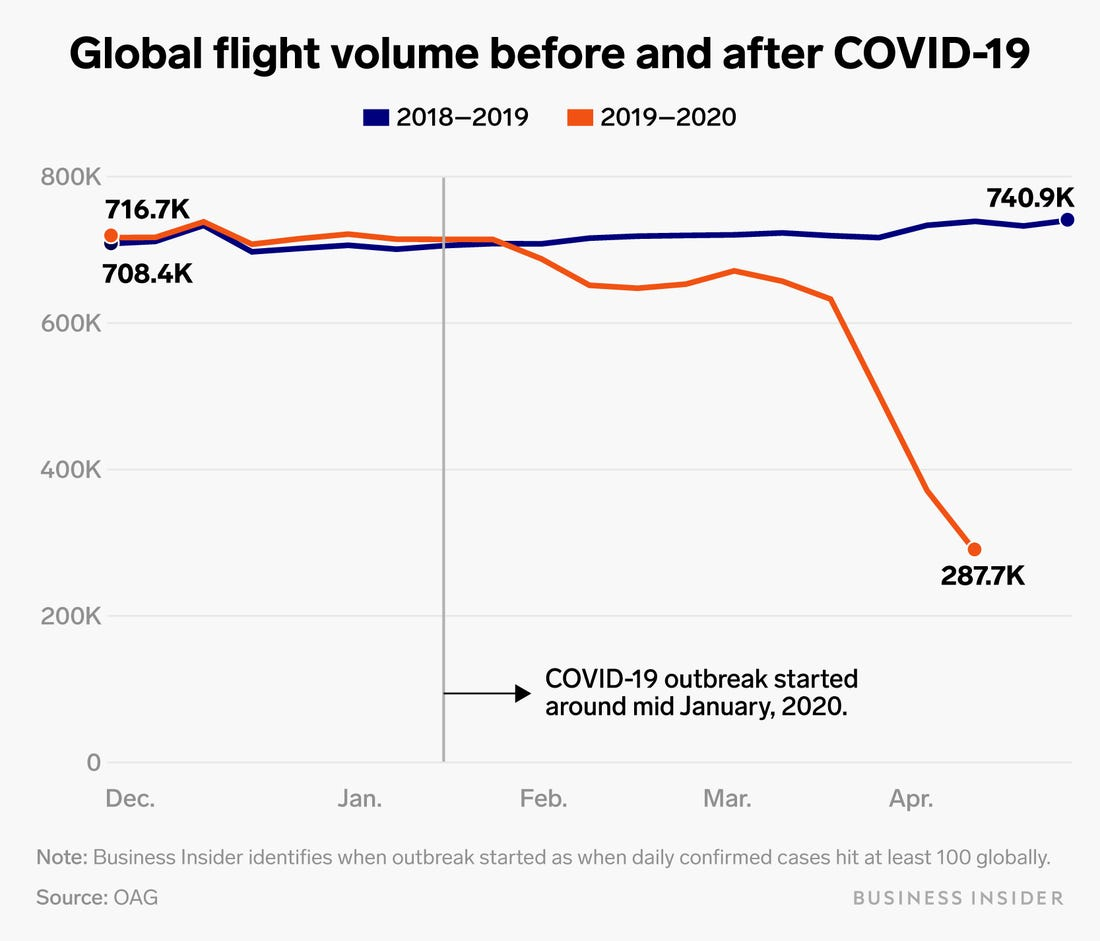 Global flight volume before and after COVID-19
2018–2019 2019–2020
800K
740.9K
716.7K
708.4K
600K
400K
287.7K
200K
COVID-19 outbreak started
around mid January, 2020.
0
Dec. Jan. Feb. Mar. Apr.
Note: Business Insider identifies when outbreak started as when daily confirmed cases hit at least 100 globally.
Source: OAG
BUSINESS INSIDER